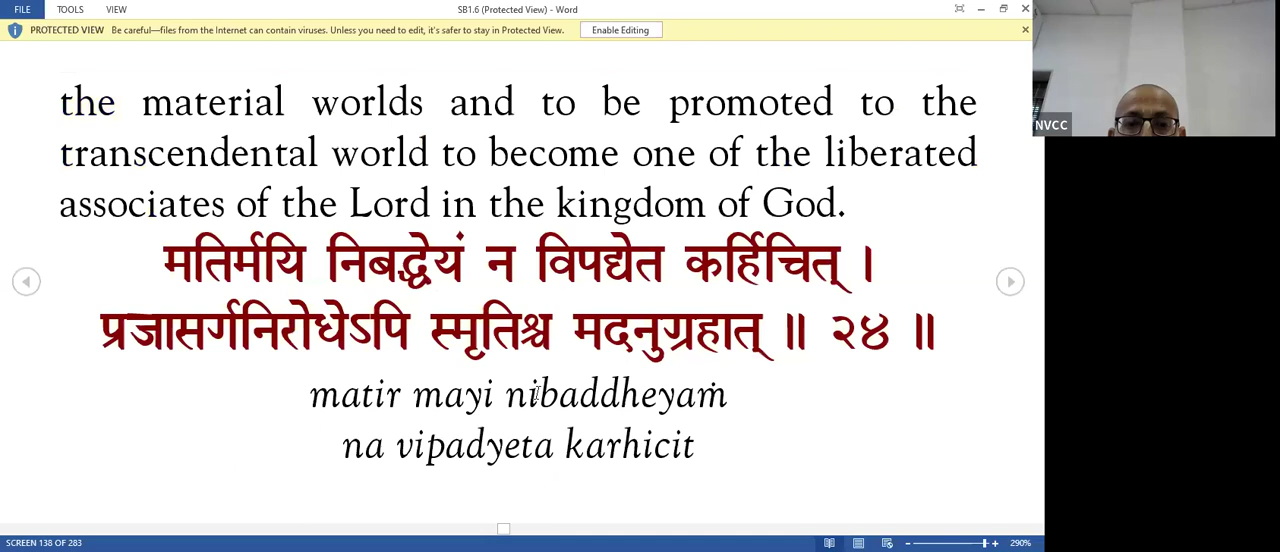 FILE TOOLS VIEW SB1.6 (Protected View) - Word
PROTECTED VIEW Be careful—files from the Internet can contain viruses. Unless you need to edit, it's safer to stay in Protected View. Enable Editing
the material worlds and to be promoted to the
transcendental world to become one of the liberated
associates of the Lord in the kingdom of God.
मतिर्मयि निबद्धेयं न विपद्येत कर्हिचित् ।
प्रजासर्गनिरोधेऽपि स्मृतिश्च मदनुग्रहात् ॥ २४ ॥
matir mayi nibaddheyaṁ
na vipadyeta karhicit
NVCC
SCREEN 138 OF 283 290%